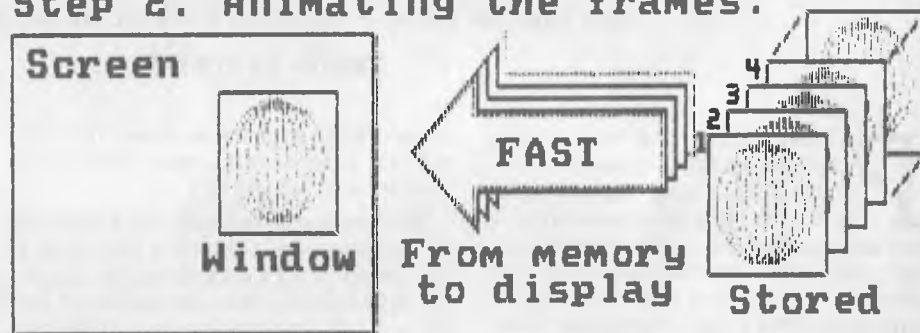 Step 2. Animating the frames.
Screen
Window
FAST
From memory
to display
4
3
2
Stored